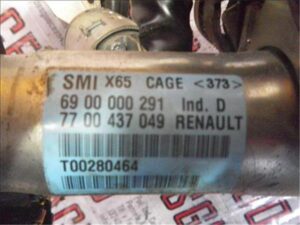 SMI X65 CAGE <373>
69 00 000 291 Ind. D
77 00 437 049 RENAULT
T00280464